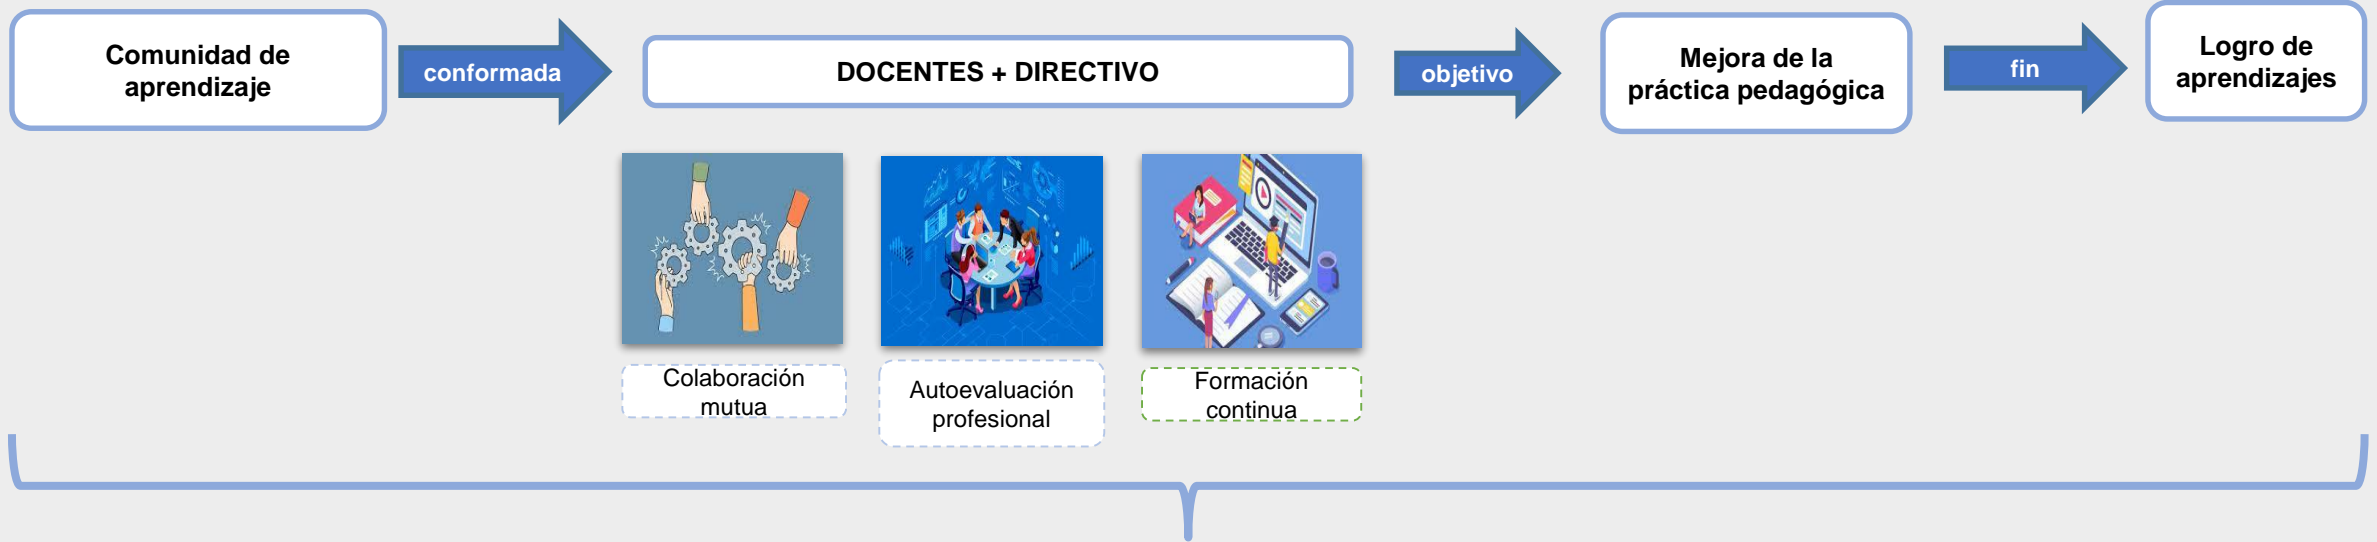 Comunidad de
aprendizaje
conformada
DOCENTES + DIRECTIVO
objetivo
Mejora de la
práctica pedagógica
fin
Logro de
aprendizajes
Colaboración
mutua
Autoevaluación
profesional
Formación
continua